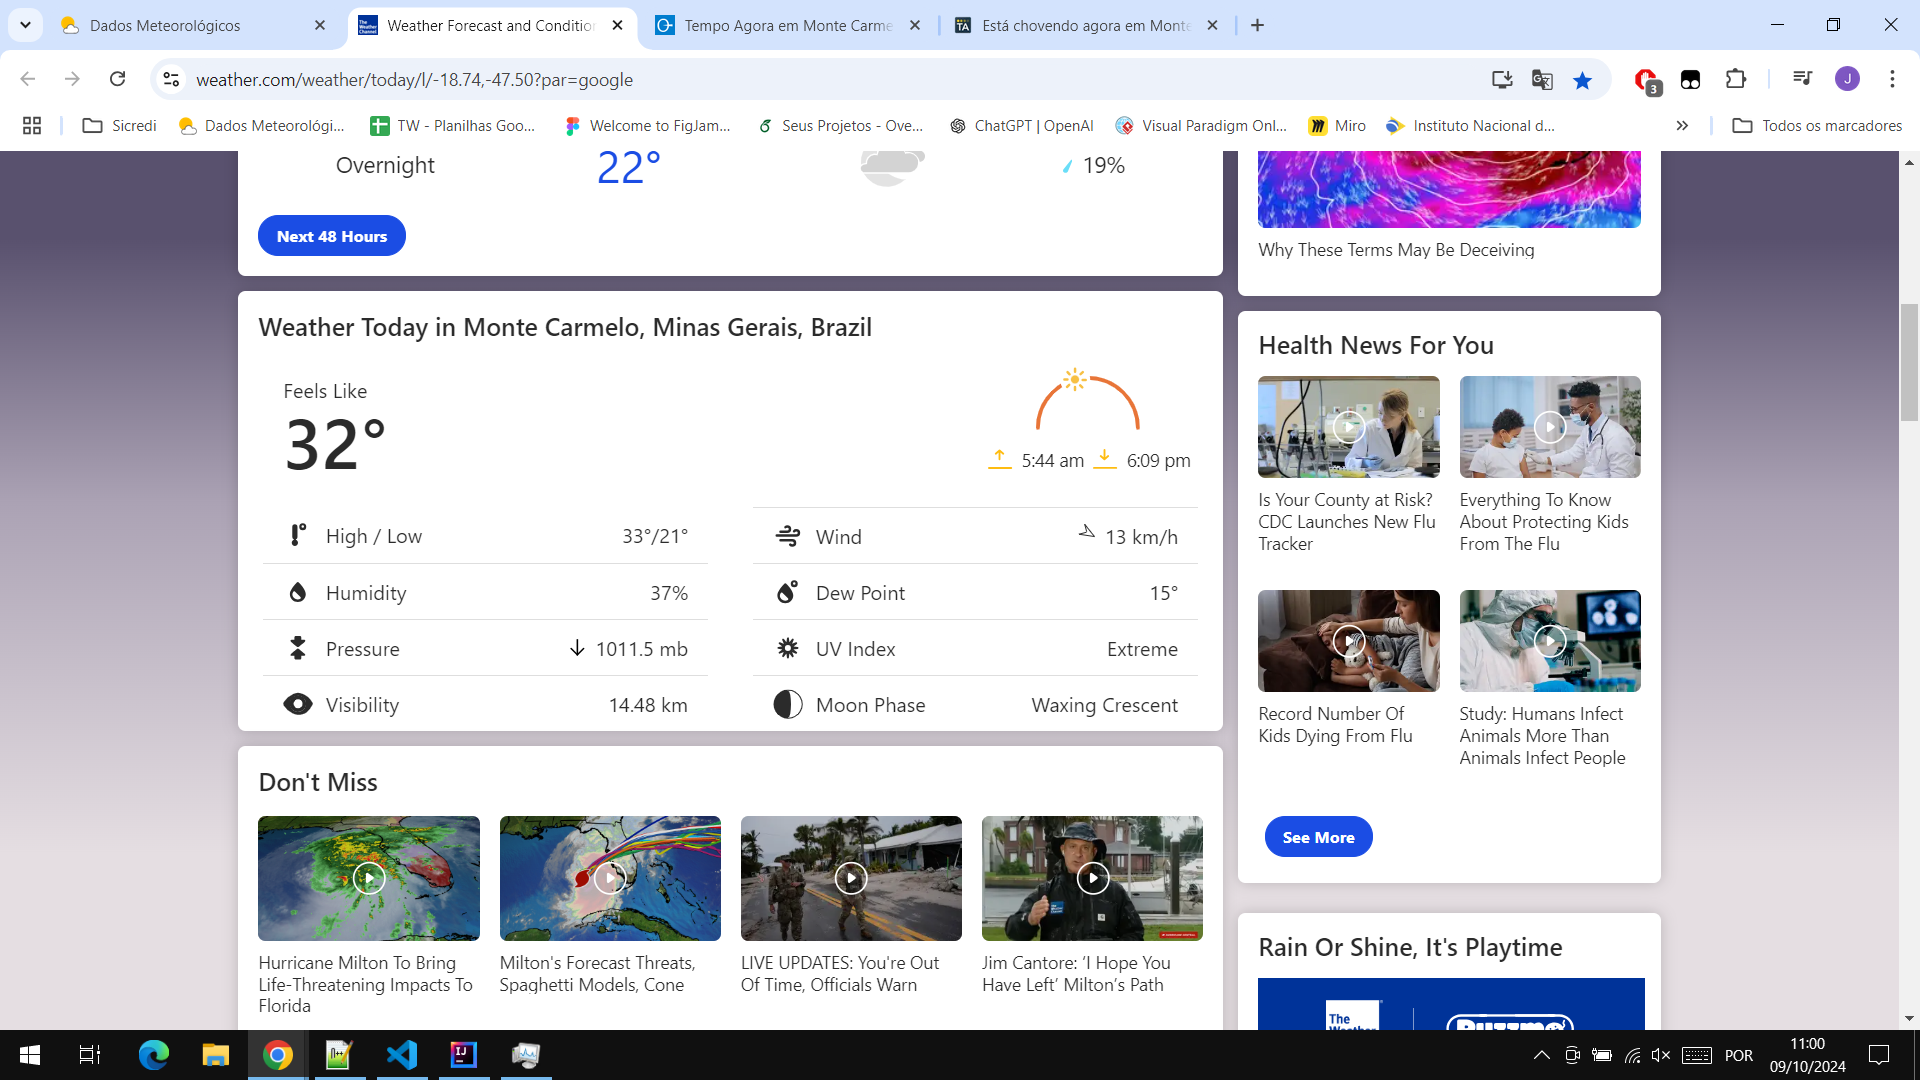 Dados Meteorológicos
Weather Forecast and Condition
Tempo Agora em Monte Carme
Está chovendo agora em Monte
weather.com/weather/today/l/-18.74,-47.50?par=google
3
J
Sicredi
Dados Meteorológi...
TW - Planilhas Goo...
Welcome to FigJam...
Seus Projetos - Ove...
ChatGPT | OpenAI
Visual Paradigm Onl...
Miro
Instituto Nacional d...
Todos os marcadores
Overnight
22°
19%
Next 48 Hours
Why These Terms May Be Deceiving
Weather Today in Monte Carmelo, Minas Gerais, Brazil
Feels Like
32°
5:44 am
6:09 pm
High / Low
33°/21°
Wind
13 km/h
Humidity
37%
Dew Point
15°
Pressure
1011.5 mb
UV Index
Extreme
Visibility
14.48 km
Moon Phase
Waxing Crescent
Health News For You
Is Your County at Risk?
CDC Launches New Flu
Tracker
Everything To Know
About Protecting Kids
From The Flu
Record Number Of
Kids Dying From Flu
Study: Humans Infect
Animals More Than
Animals Infect People
See More
Don't Miss
Hurricane Milton To Bring
Life-Threatening Impacts To
Florida
Milton's Forecast Threats,
Spaghetti Models, Cone
LIVE UPDATES: You're Out
Of Time, Officials Warn
Jim Cantore: ‘I Hope You
Have Left’ Milton’s Path
Rain Or Shine, It's Playtime
The
POR
11:00
09/10/2024